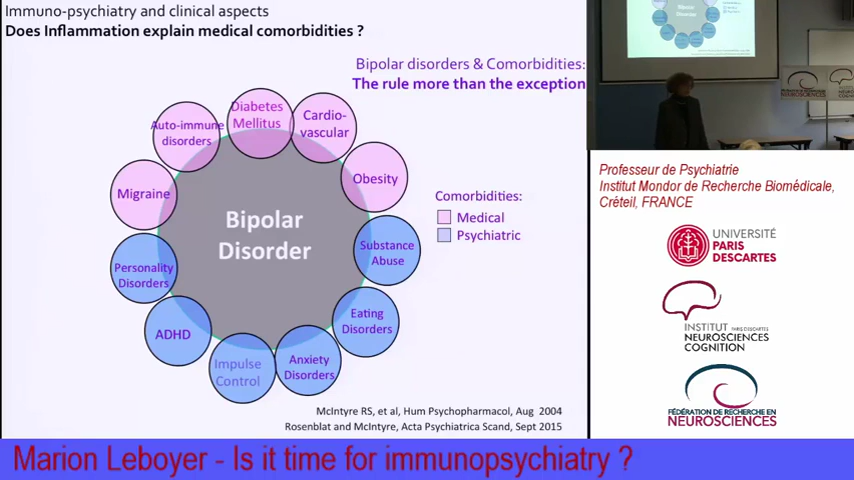 Immuno-psychiatry and clinical aspects
Does Inflammation explain medical comorbidities ?
Bipolar disorders & Comorbidities:
The rule more than the exception
Diabetes
Mellitus
Cardio-
vascular
Auto-immune
disorders
Obesity
Migraine
Bipolar
Disorder
Comorbidities:
Medical
Psychiatric
Substance
Abuse
Personality
Disorders
Eating
Disorders
ADHD
Impulse
Control
Anxiety
Disorders
McIntyre RS, et al, Hum Psychopharmacol, Aug 2004
Rosenblat and McIntyre, Acta Psychiatrica Scand, Sept 2015
NEUROSCIENCES
Professeur de Psychiatrie
Institut Mondor de Recherche Biomédicale,
Créteil, FRANCE
UNIVERSITÉ
PARIS
DESCARTES
INSTITUT PARIS DESCARTES
NEUROSCIENCES
COGNITION
FÉDÉRATION DE RECHERCHE EN
NEUROSCIENCES
Marion Leboyer - Is it time for immunopsychiatry ?